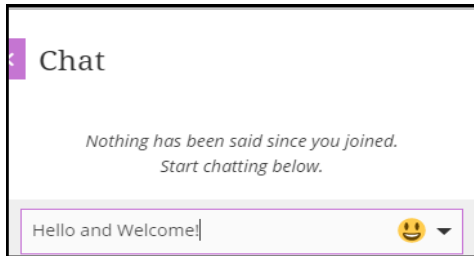 Chat
Nothing has been said since you joined.
Start chatting below.
Hello and Welcome!